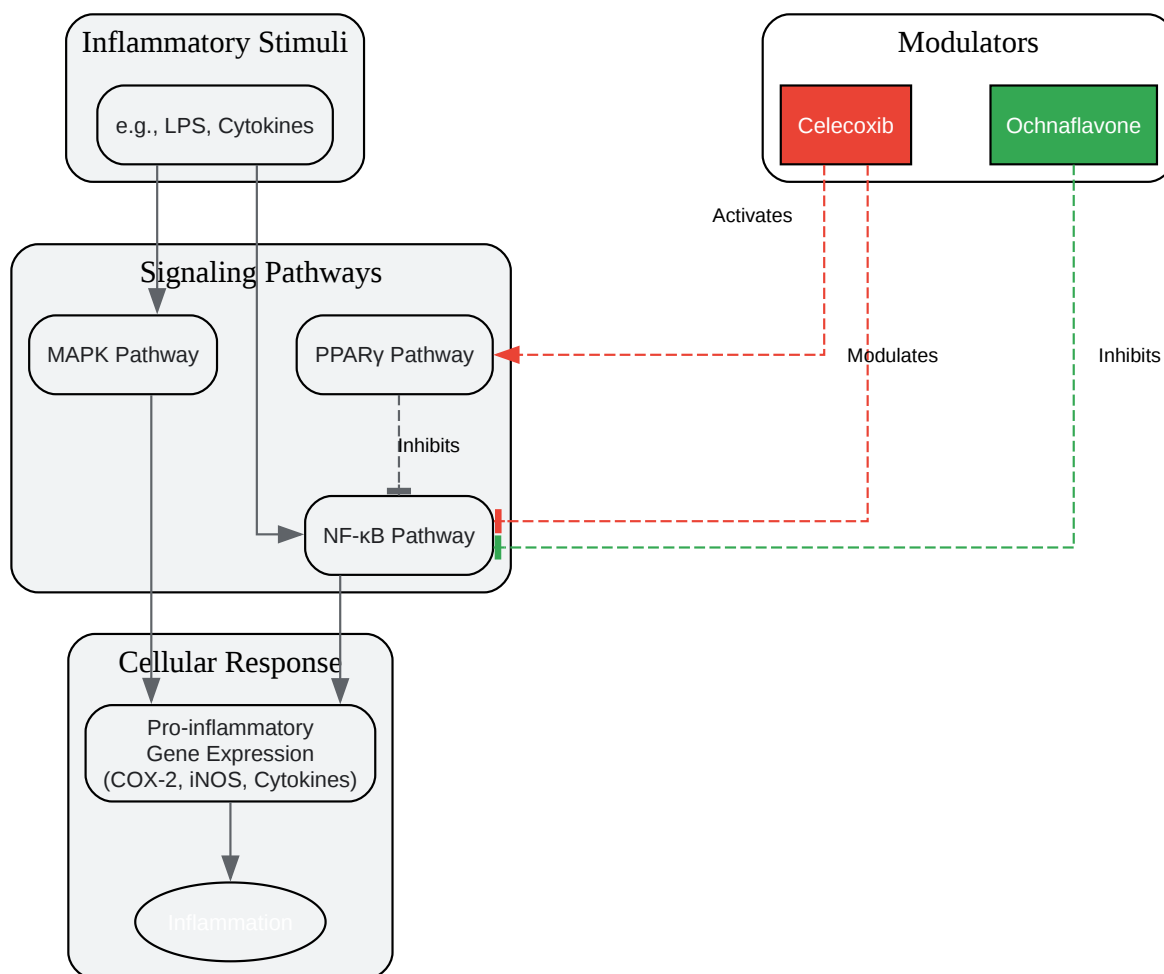 Inflammatory Stimuli
e.g., LPS, Cytokines
Modulators
Celecoxib
Ochnaflavone
Activates
Signaling Pathways
MAPK Pathway
PPARγ Pathway
Modulates
Inhibits
Inhibits
NF-κB Pathway
Cellular Response
Pro-inflammatory
Gene Expression
(COX-2, iNOS, Cytokines)
Inflammation